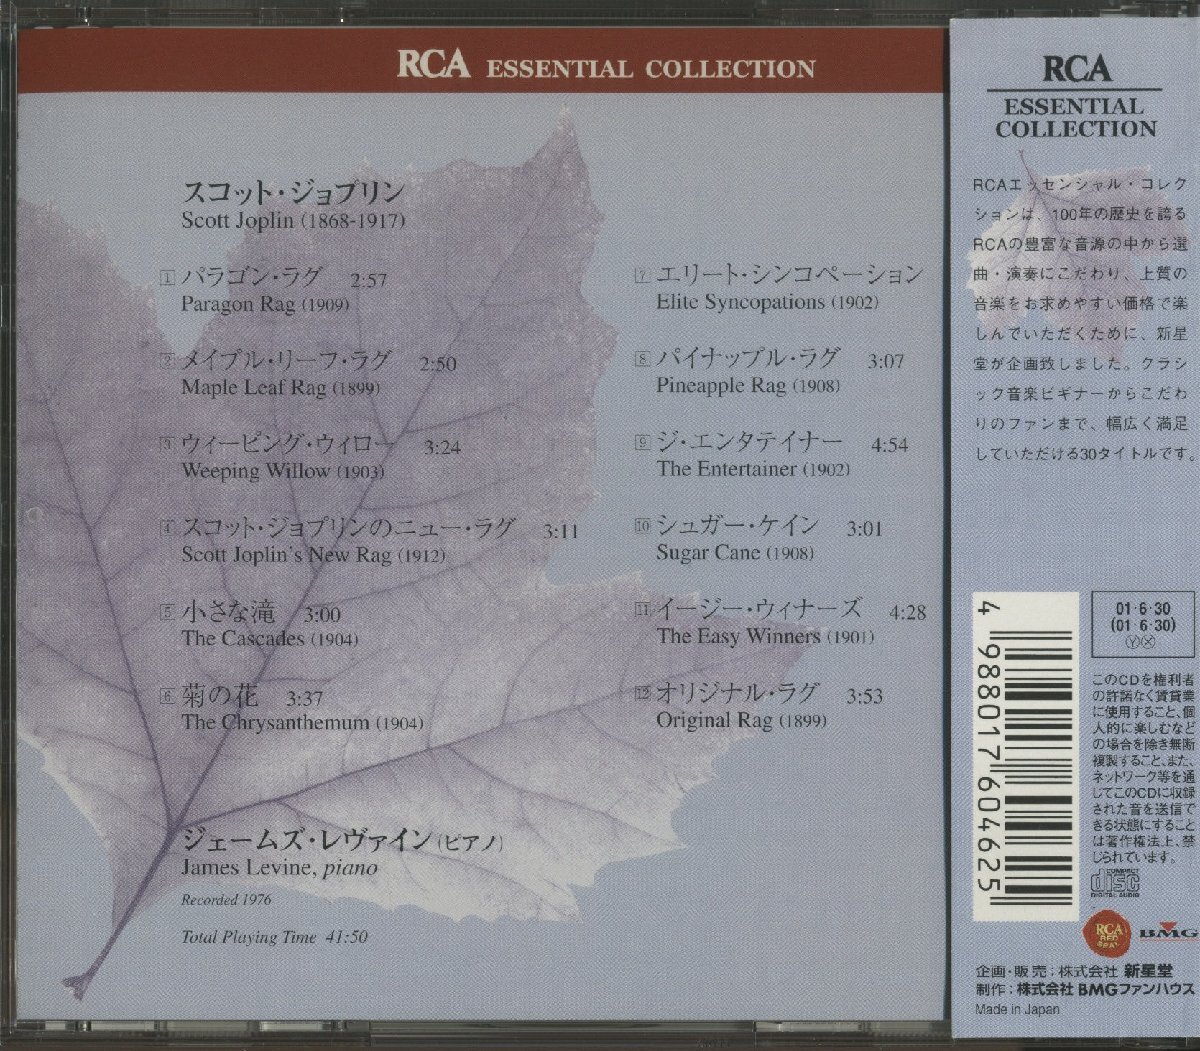 RCA ESSENTIAL COLLECTION
スコット・ジョプリン
Scott Joplin (1868-1917)
1 パラゴン・ラグ 2:57
Paragon Rag (1909)
2 メイプル・リーフ・ラグ 2:50
Maple Leaf Rag (1899)
3 ウィーピング・ウィロー 3:24
Weeping Willow (1903)
4 スコット・ジョプリンのニュー・ラグ 3:11
Scott Joplin's New Rag (1912)
5 小さな滝 3:00
The Cascades (1904)
6 菊の花 3:37
The Chrysanthemum (1904)
7 エリート・シンコペーション
Elite Syncopations (1902)
8 パイナップル・ラグ 3:07
Pineapple Rag (1908)
9 ジ・エンタテイナー 4:54
The Entertainer (1902)
10 シュガー・ケイン 3:01
Sugar Cane (1908)
11 イージー・ウィナーズ 4:28
The Easy Winners (1901)
12 オリジナル・ラグ 3:53
Original Rag (1899)
ジェームズ・レヴァイン(ピアノ)
James Levine, piano
Recorded 1976
Total Playing Time 41:50
RCA
ESSENTIAL
COLLECTION
RCAエッセンシャル・コレク
ションは、100年の歴史を誇る
RCAの豊富な音源の中から選
曲・演奏にこだわり、上質の
音楽をお求めやすい価格で楽
しんでいただくために、新星
堂が企画致しました。クラシ
ック音楽ビギナーからこだわ
りのファンまで、幅広く満足
していただける30タイトルです。
4 988017 604625
01・6・30
(01・6・30)
Ⓨ Ⓧ
このCDを権利者
の許諾なく賃貸業
に使用すること、個
人的に楽しむなど
の場合を除き無断
複製すること、また、
ネットワーク等を通
じてこのCDに収録
された音を送信で
きる状態にすること
は著作権法上、禁
じられています。
COMPACT
disc
DIGITAL AUDIO
RCA
RED
SEAL
BMG
企画・販売:株式会社 新星堂
制作:株式会社 BMGファンハウス
Made in Japan